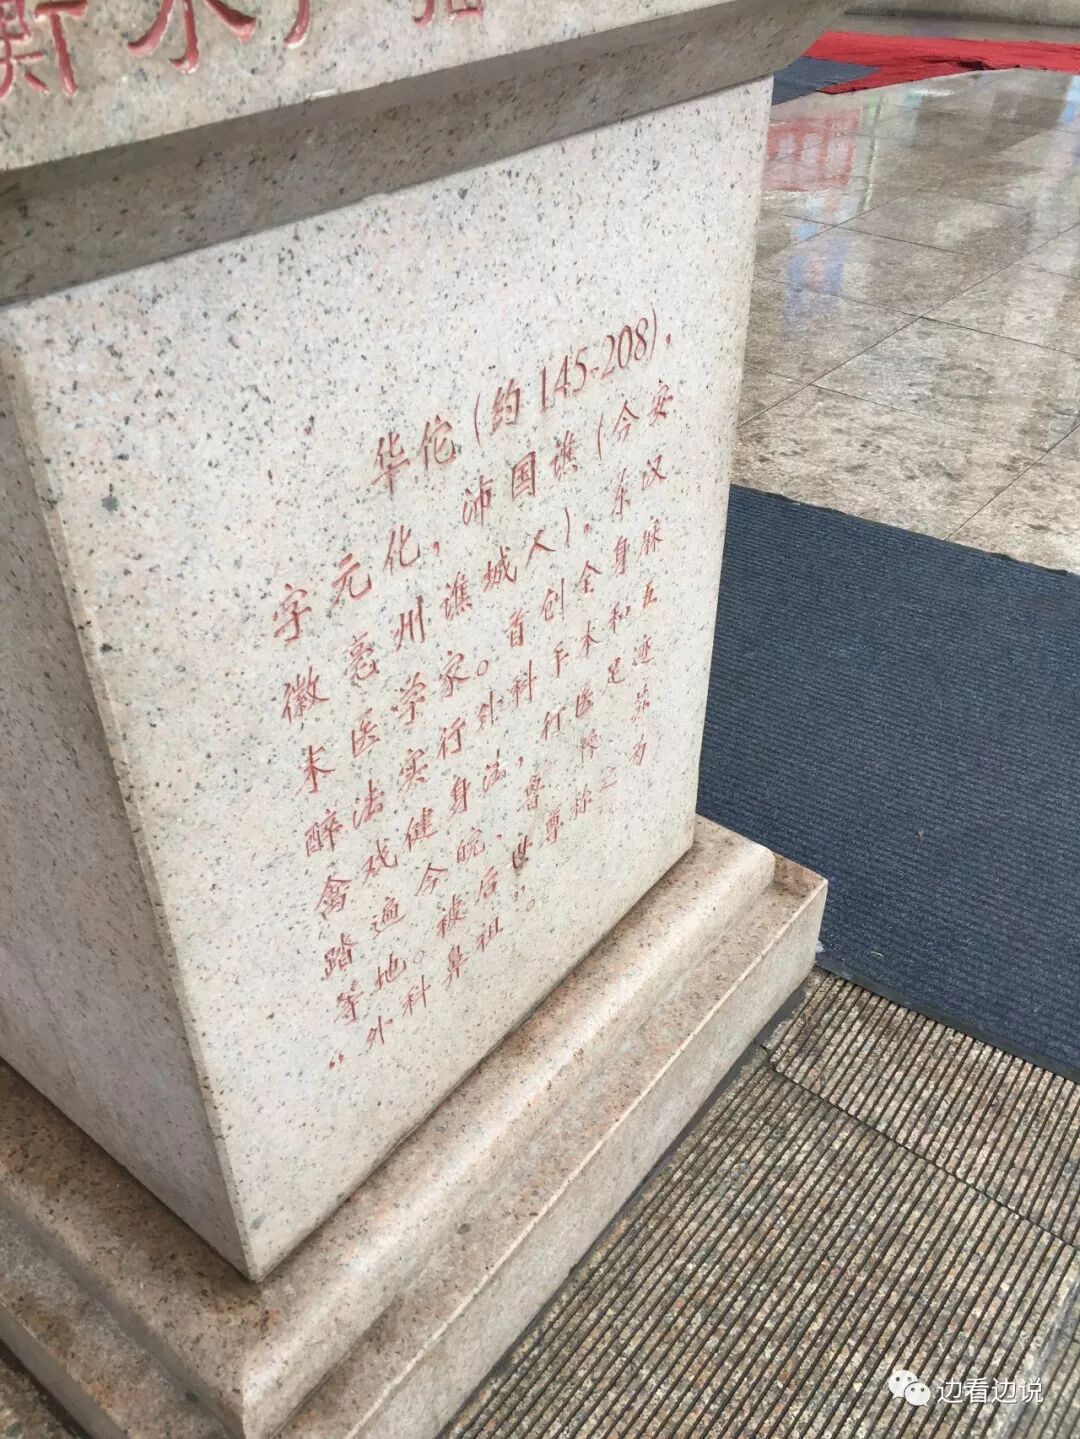 华佗(约 145-208),
字元化,沛国谯(今安
徽亳州谯城人),东汉
末医学家。首创全身麻
醉法实行外科手术和五
禽戏健身法,行医足迹
踏遍今皖、鲁 豫 苏
等地。被后世尊称之为
“外科鼻祖”。
边看边说